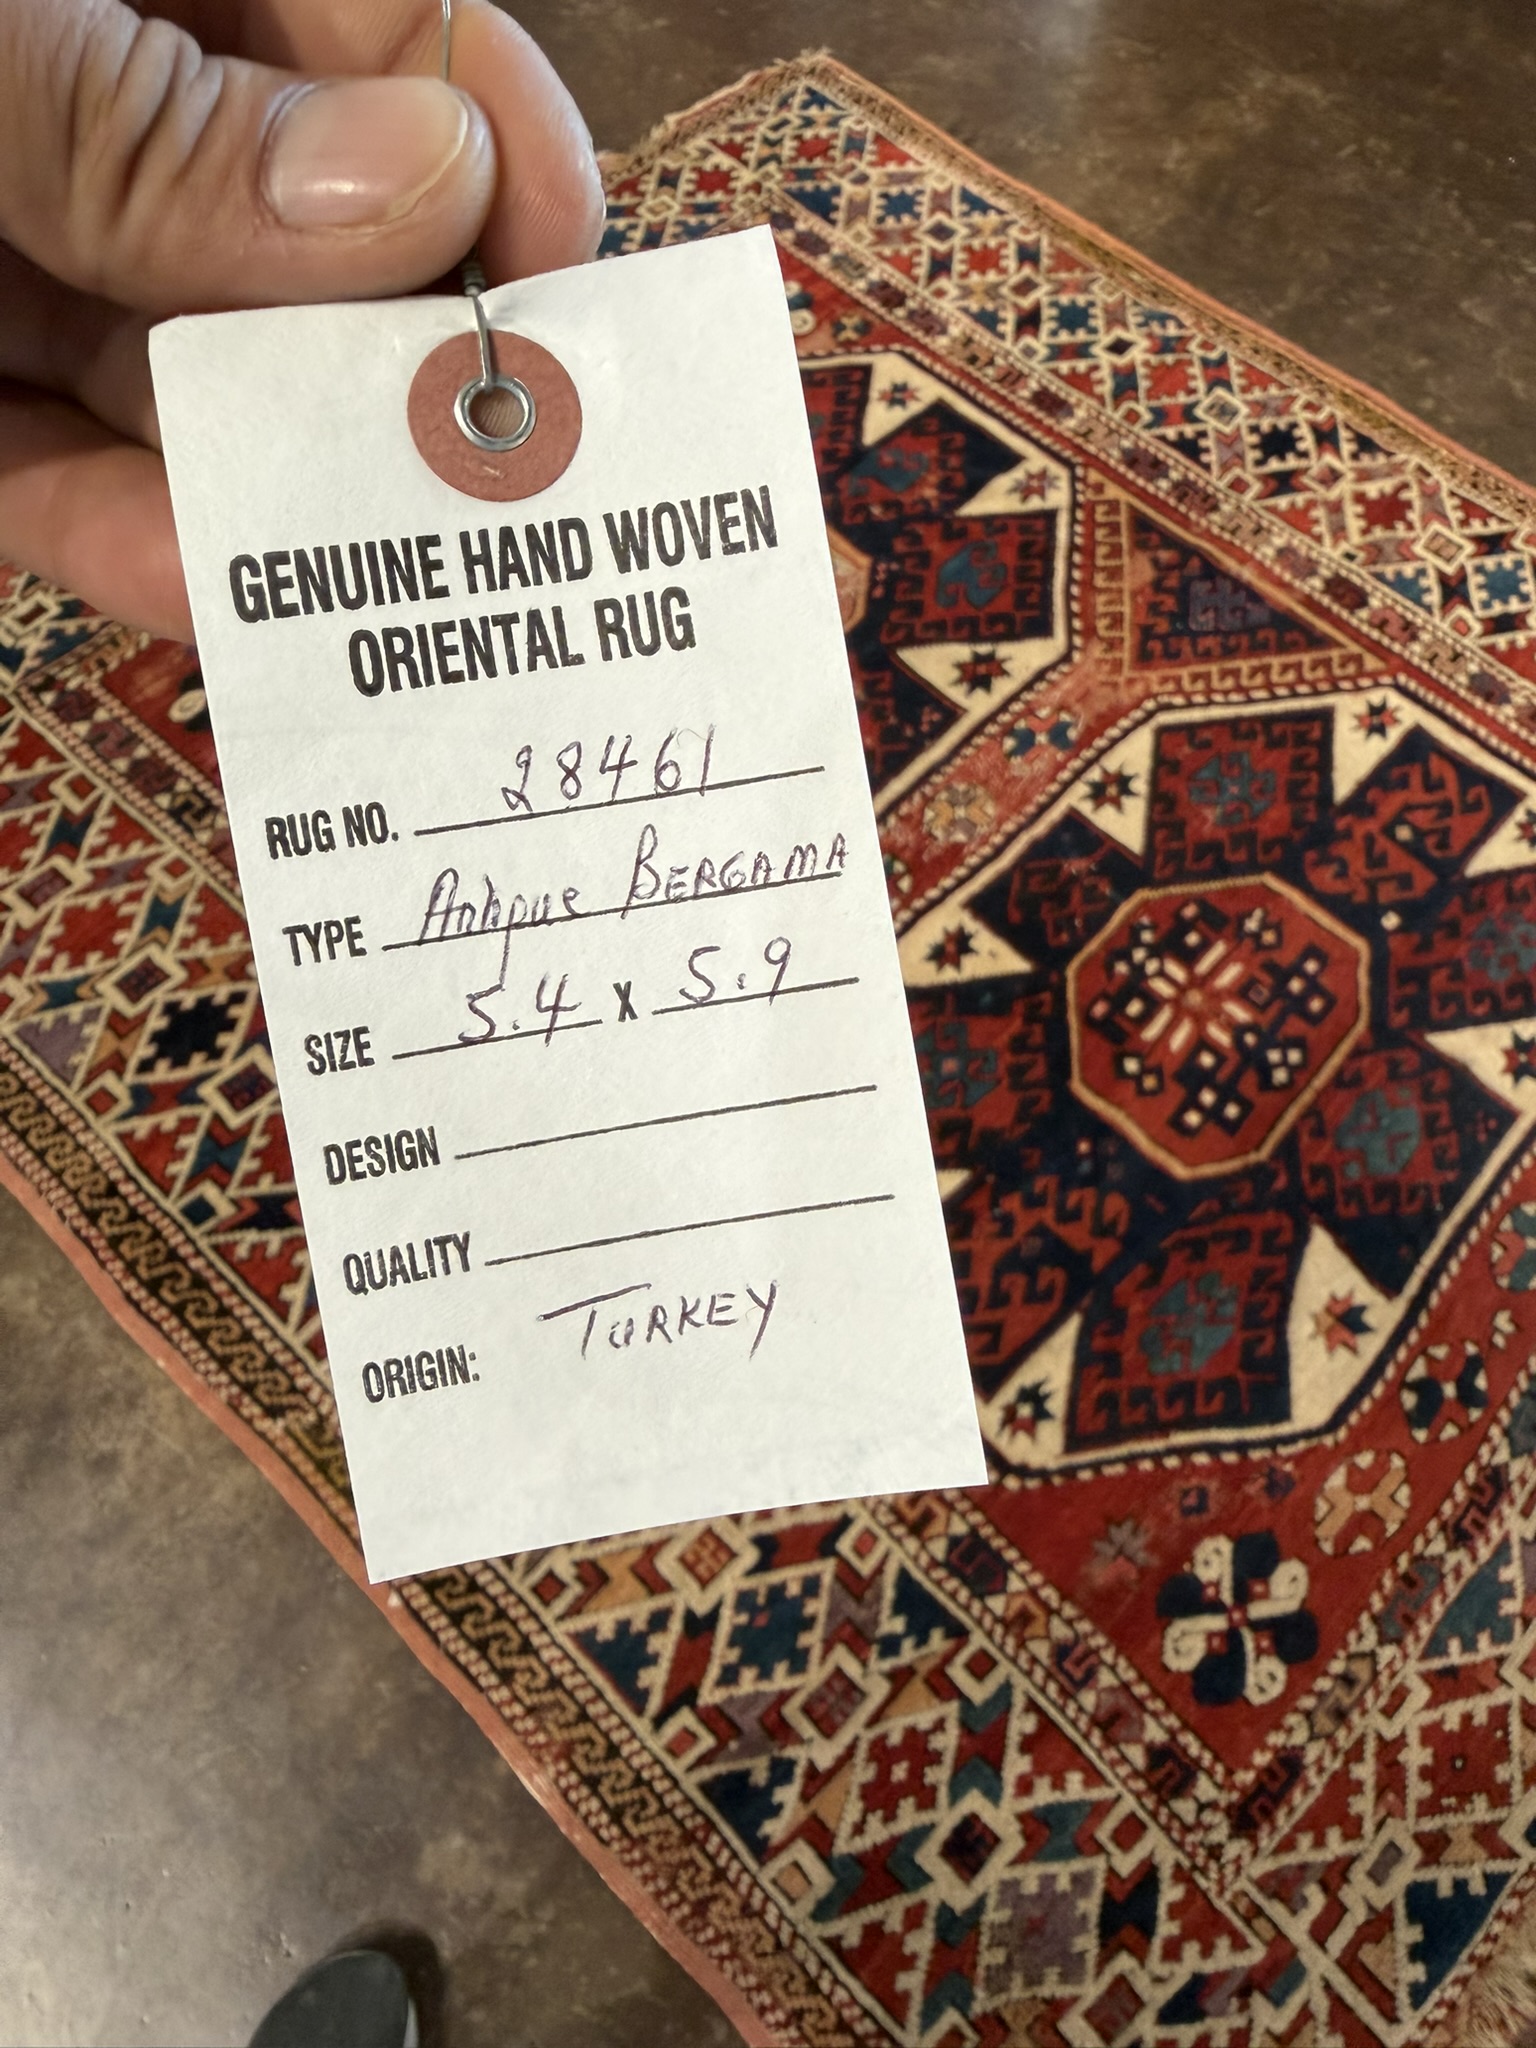 GENUINE HAND WOVEN
ORIENTAL RUG
RUG NO. 28461
TYPE Antique BERGAMA
SIZE 5.4 X 5.9
DESIGN
QUALITY
ORIGIN: TURKEY